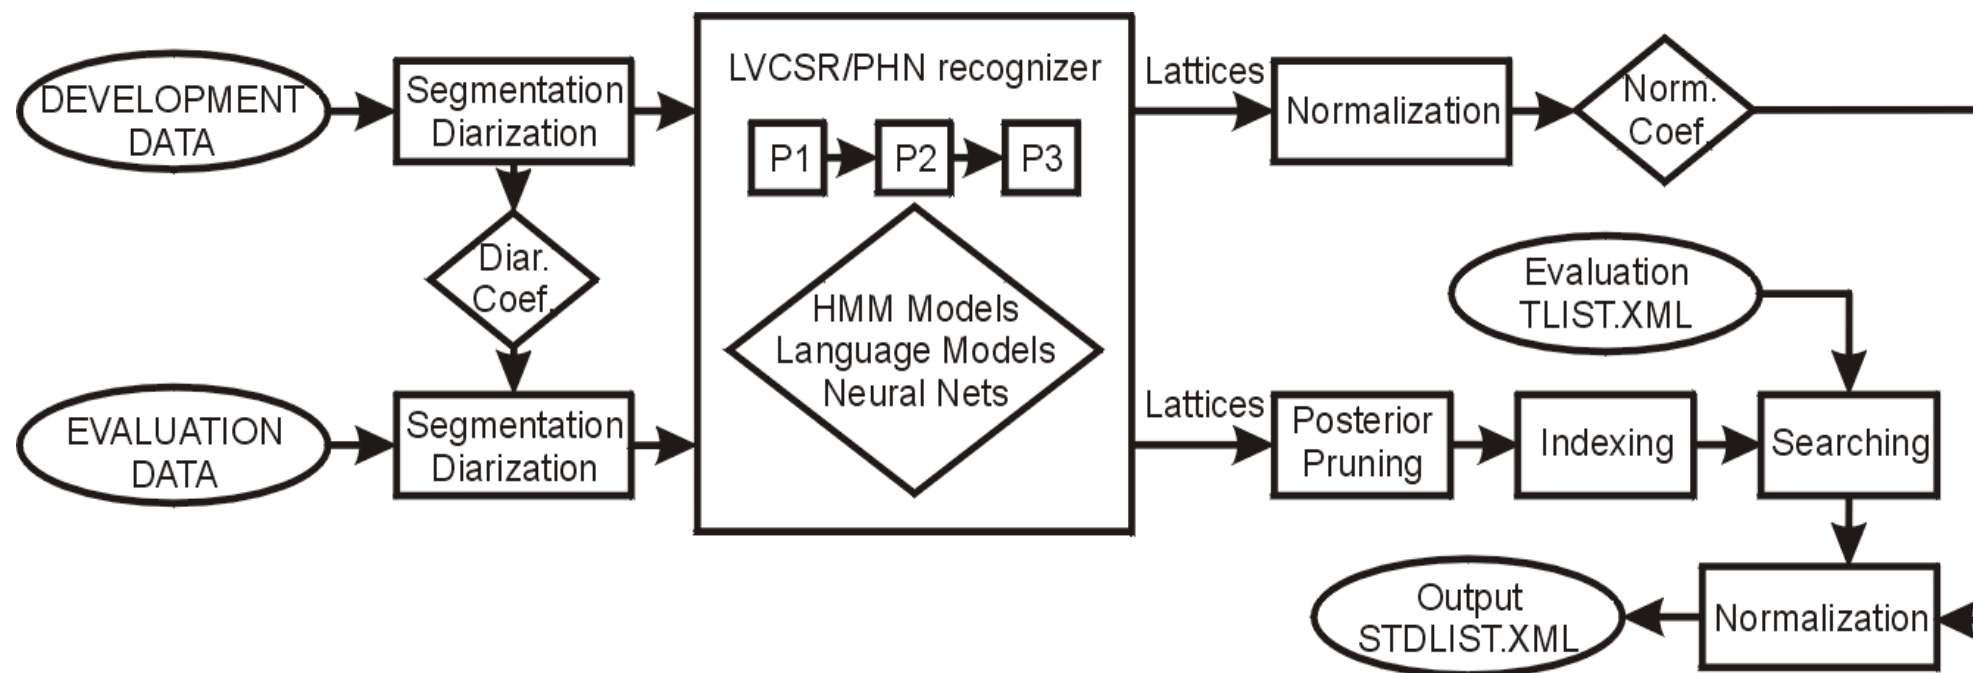 DEVELOPMENT
DATA
Segmentation
Diarization
Diar.
Coef.
EVALUATION
DATA
Segmentation
Diarization
LVCSR/PHN recognizer
P1
P2
P3
HMM Models
Language Models
Neural Nets
Lattices
Normalization
Norm.
Coef.
Evaluation
TLIST.XML
Lattices
Posterior
Pruning
Indexing
Searching
Normalization
Output
STDLIST.XML